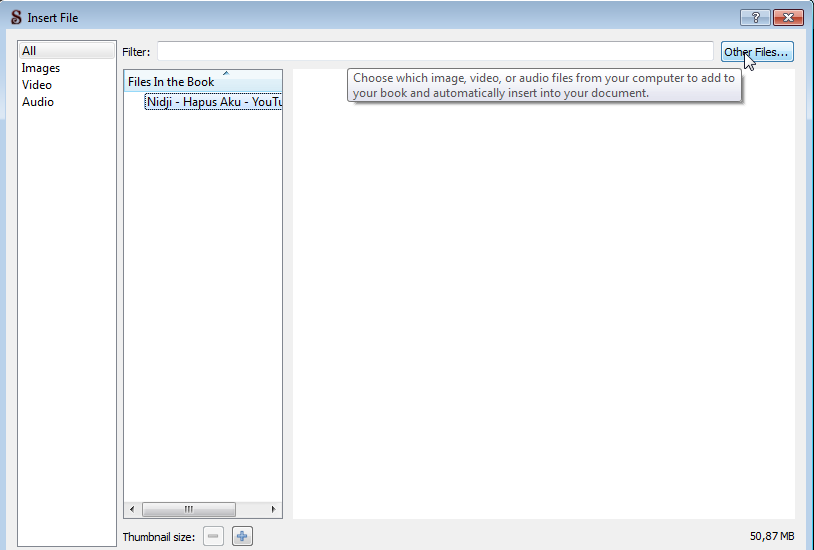 Insert File
All
Images
Video
Audio
Filter:
Other Files...
Choose which image, video, or audio files from your computer to add to
your book and automatically insert into your document.
Files In the Book
Nidji - Hapus Aku - YouTu
Thumbnail size:
50,87 MB